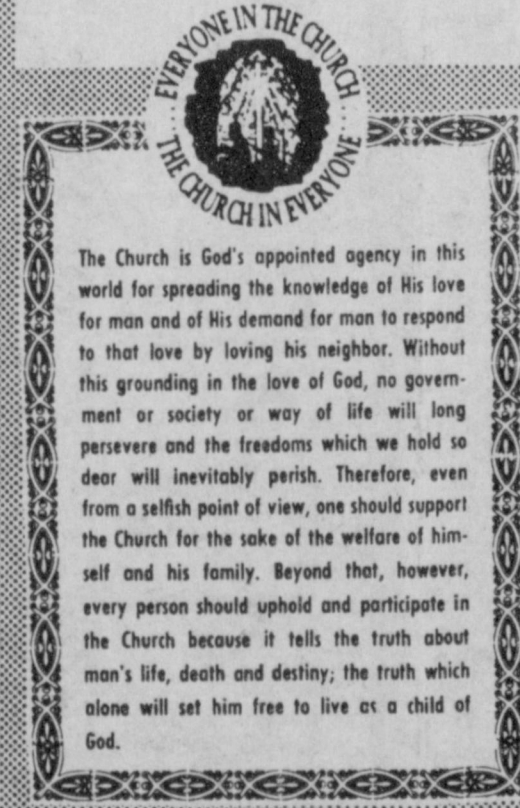 EVERYONE IN THE CHURCH
THE CHURCH IN EVERYONE
The Church is God's appointed agency in this
world for spreading the knowledge of His love
for man and of His demand for man to respond
to that love by loving his neighbor. Without
this grounding in the love of God, no govern-
ment or society or way of life will long
persevere and the freedoms which we hold so
dear will inevitably perish. Therefore, even
from a selfish point of view, one should support
the Church for the sake of the welfare of him-
self and his family. Beyond that, however,
every person should uphold and participate in
the Church because it tells the truth about
man's life, death and destiny; the truth which
alone will set him free to live as a child of
God.